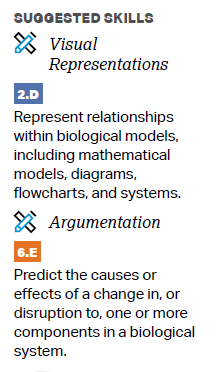 SUGGESTED SKILLS
Visual
Representations
2.D
Represent relationships
within biological models,
including mathematical
models, diagrams,
flowcharts, and systems.
Argumentation
6.E
Predict the causes or
effects of a change in, or
disruption to, one or more
components in a biological
system.